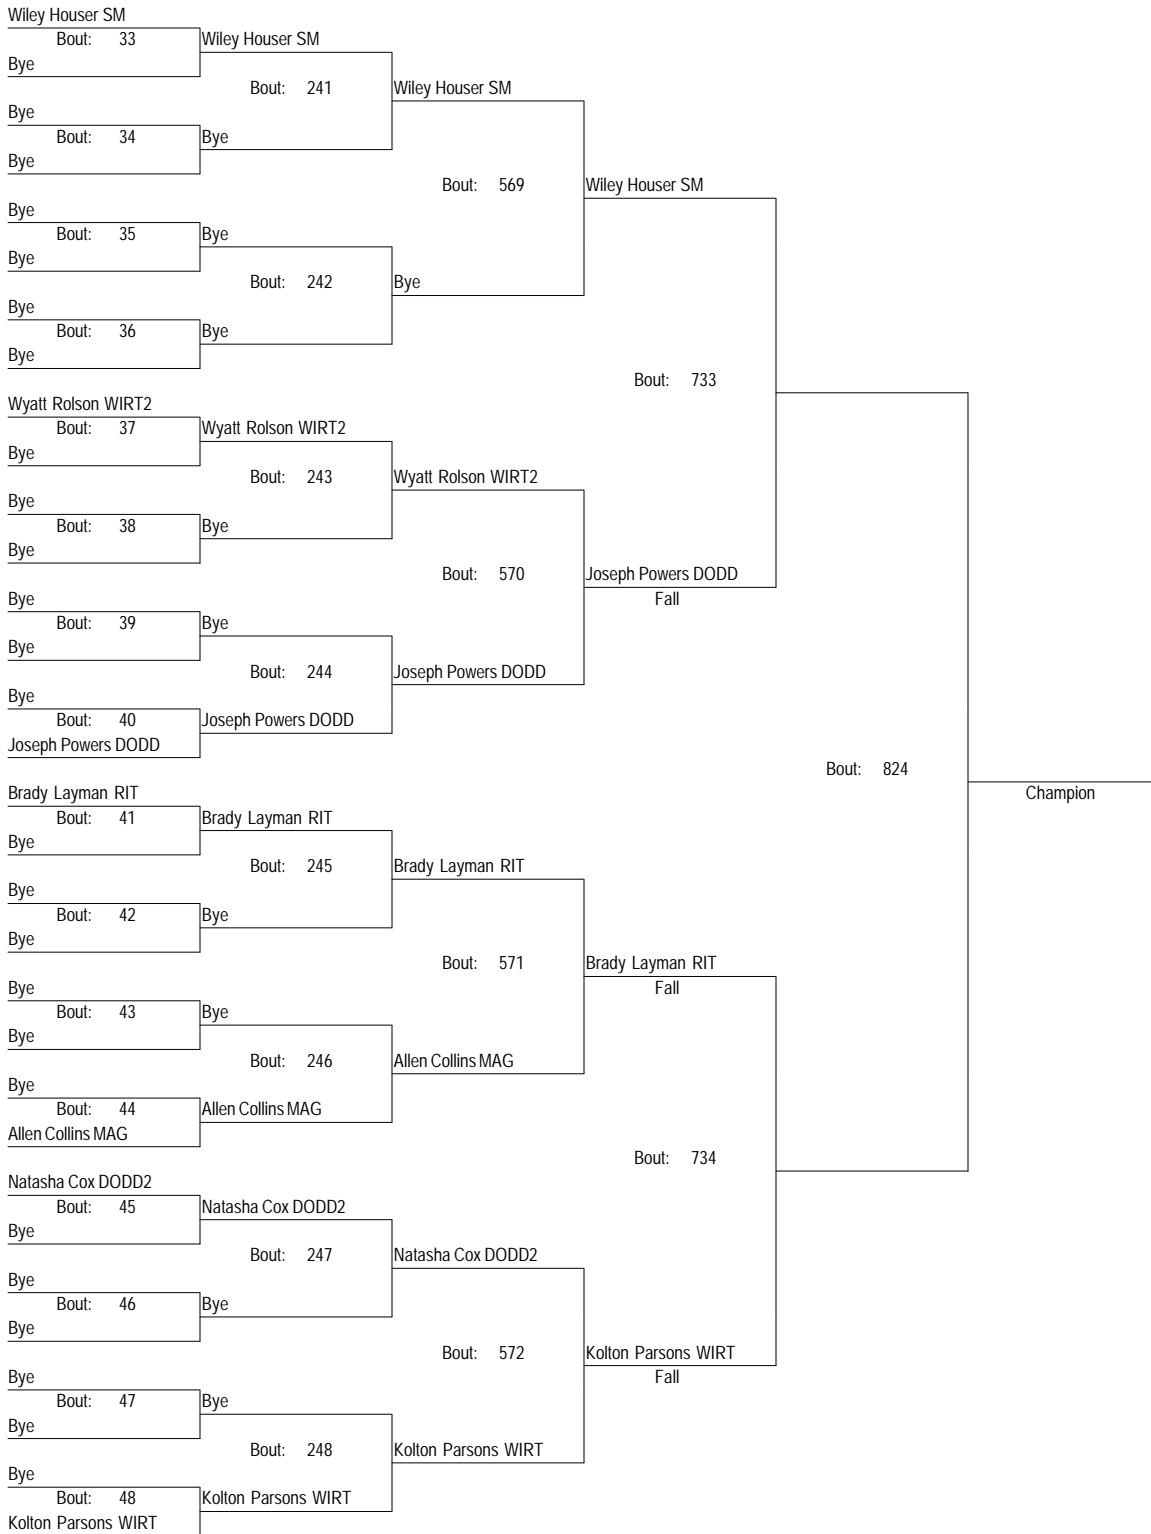 Wiley Houser SM
Bout: 33 Wiley Houser SM
Bye
Bout: 241 Wiley Houser SM
Bye
Bout: 34 Bye
Bye
Bout: 569 Wiley Houser SM
Bye
Bout: 35 Bye
Bye
Bout: 242 Bye
Bye
Bout: 36 Bye
Bye
Bout: 733
Wyatt Rolson WIRT2
Bout: 37 Wyatt Rolson WIRT2
Bye
Bout: 243 Wyatt Rolson WIRT2
Bye
Bout: 38 Bye
Bye
Bout: 570 Joseph Powers DODD
Bye Fall
Bout: 39 Bye
Bye
Bout: 244 Joseph Powers DODD
Bye
Bout: 40 Joseph Powers DODD
Joseph Powers DODD
Bout: 824
Brady Layman RIT Champion
Bout: 41 Brady Layman RIT
Bye
Bout: 245 Brady Layman RIT
Bye
Bout: 42 Bye
Bye
Bout: 571 Brady Layman RIT
Bye Fall
Bout: 43 Bye
Bye
Bout: 246 Allen Collins MAG
Bye
Bout: 44 Allen Collins MAG
Allen Collins MAG
Bout: 734
Natasha Cox DODD2
Bout: 45 Natasha Cox DODD2
Bye
Bout: 247 Natasha Cox DODD2
Bye
Bout: 46 Bye
Bye
Bout: 572 Kolton Parsons WIRT
Bye Fall
Bout: 47 Bye
Bye
Bout: 248 Kolton Parsons WIRT
Bye
Bout: 48 Kolton Parsons WIRT
Kolton Parsons WIRT